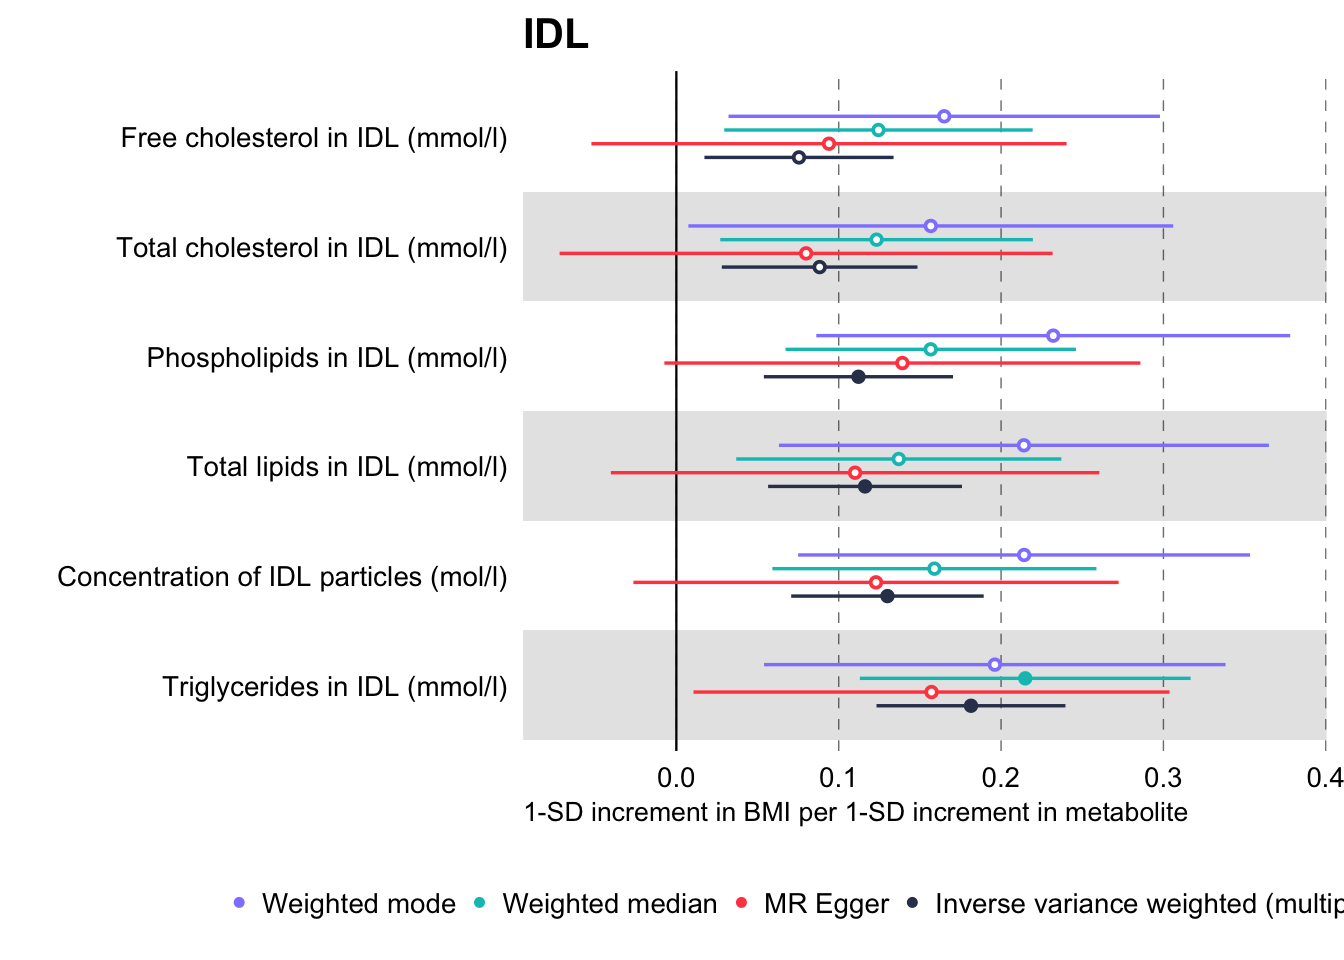 IDL
Free cholesterol in IDL (mmol/l)
Total cholesterol in IDL (mmol/l)
Phospholipids in IDL (mmol/l)
Total lipids in IDL (mmol/l)
Concentration of IDL particles (mol/l)
Triglycerides in IDL (mmol/l)
0.0 0.1 0.2 0.3 0.4
1-SD increment in BMI per 1-SD increment in metabolite
Weighted mode Weighted median MR Egger Inverse variance weighted (multip